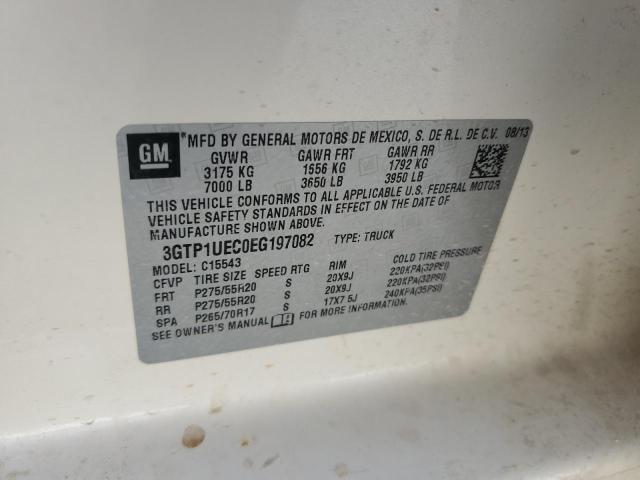 GM
*MFD BY GENERAL MOTORS DE MEXICO, S. DE R.L. DE C.V. 08/13
GVWR GAWR FRT GAWR RR
3175 KG 1656 KG 1792 KG
7000 LB 3650 LB 3950 LB
THIS VEHICLE CONFORMS TO ALL APPLICABLE U.S. FEDERAL MOTOR
VEHICLE SAFETY STANDARDS IN EFFECT ON THE DATE OF
MANUFACTURE SHOWN ABOVE.
3GTP1UEC0EG197082 TYPE: TRUCK
MODEL: C15543
CFVP TIRE SIZE SPEED RTG RIM COLD TIRE PRESSURE
FRT P275/55R20 S 20X9J 220KPA(32PSI)
RR P275/55R20 S 20X9J 220KPA(32PSI)
SPA P265/70R17 S 17X7.5J 240KPA(35PSI)
SEE OWNER'S MANUAL FOR MORE INFORMATION.